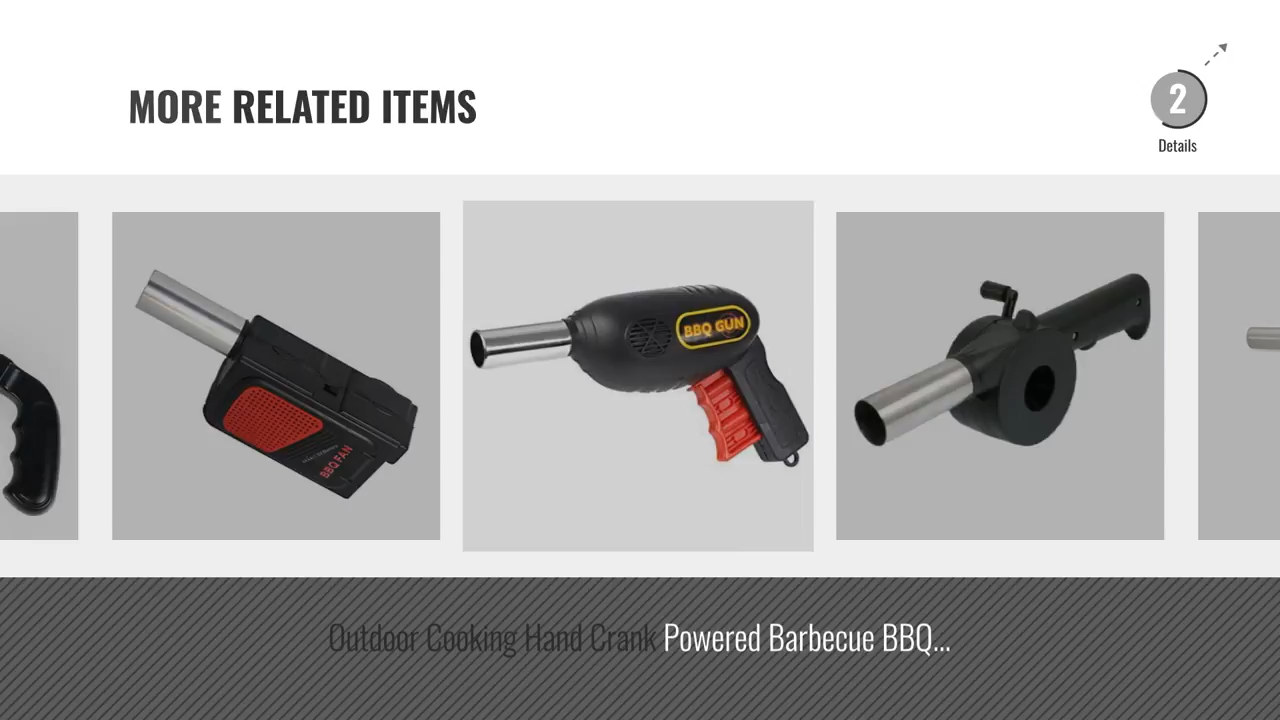 MORE RELATED ITEMS
2
Details
BBQ FAN
BBQ GUN
Outdoor Cooking Hand Crank Powered Barbecue BBQ...